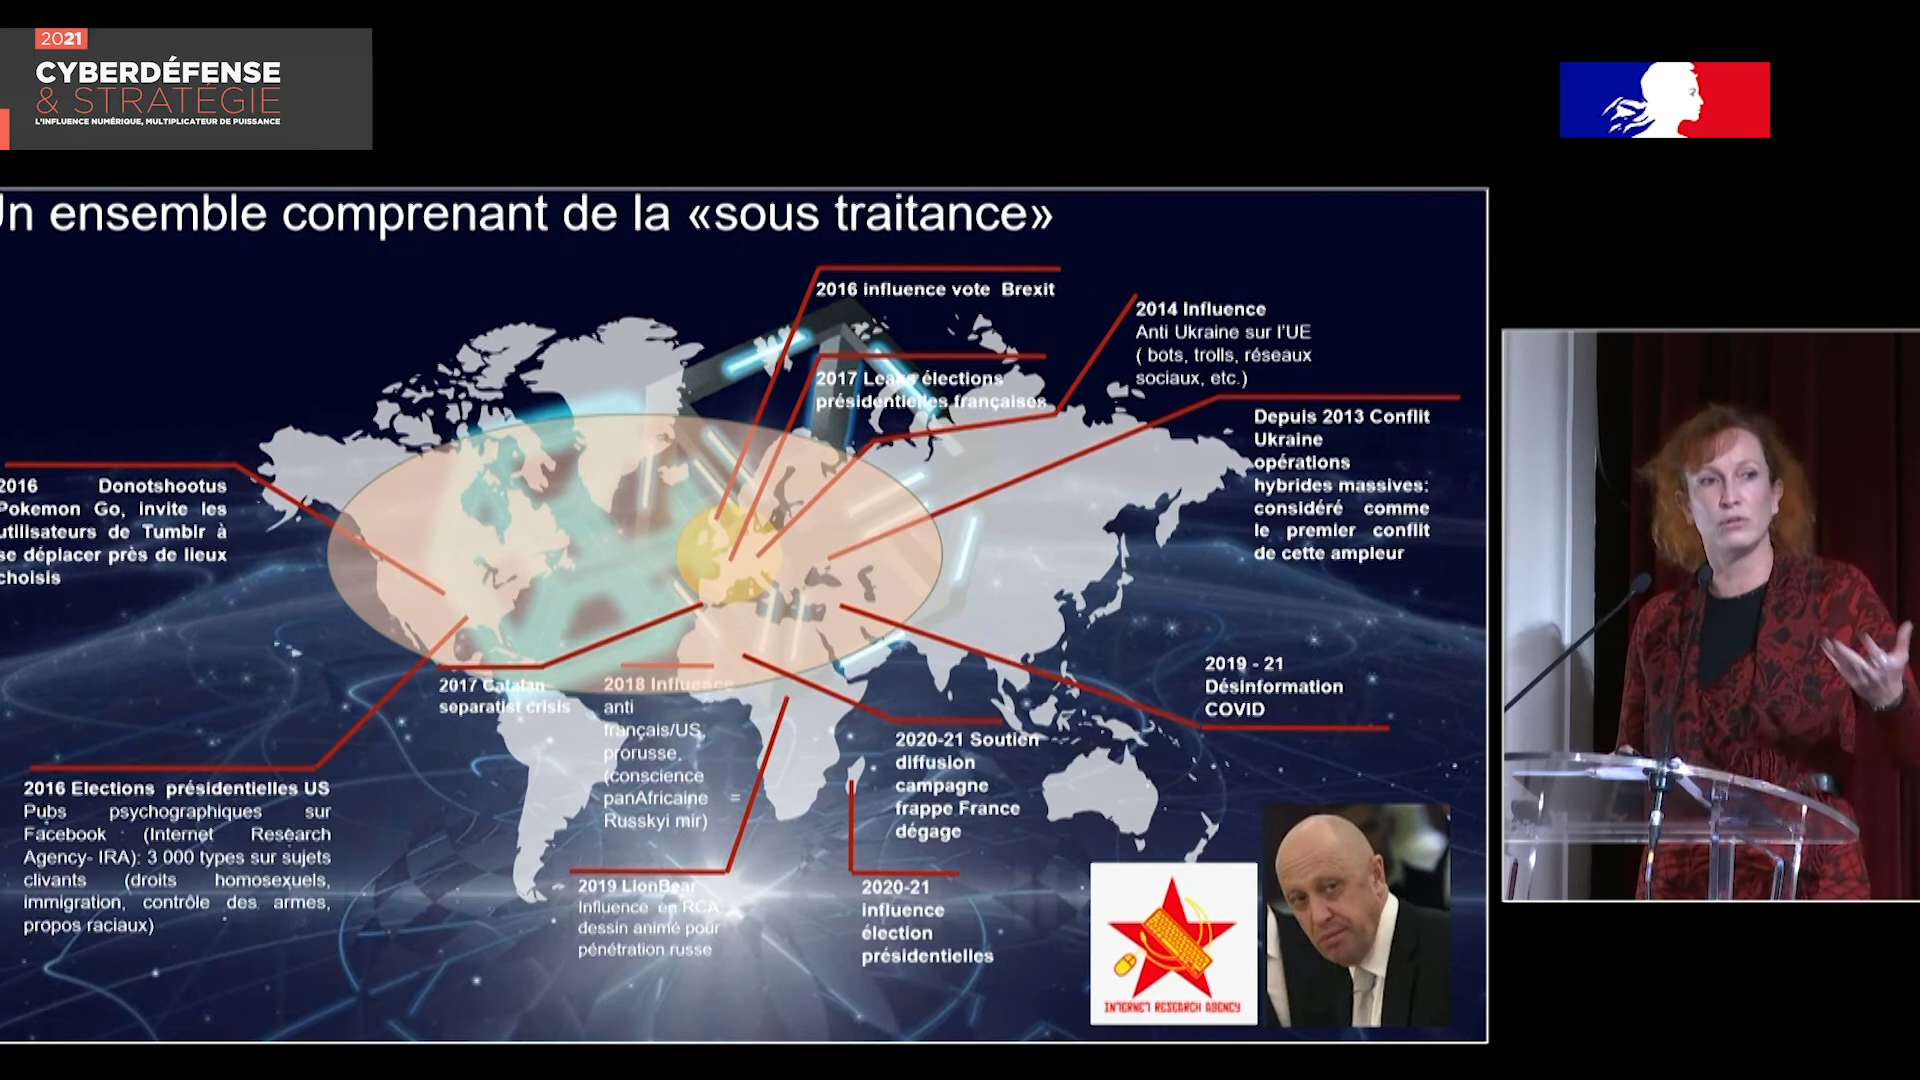 2021
CYBERDÉFENSE
& STRATÉGIE
L'INFLUENCE NUMÉRIQUE, MULTIPLICATEUR DE PUISSANCE
Un ensemble comprenant de la «sous traitance»
2016 influence vote Brexit
2014 Influence
Anti Ukraine sur l'UE
( bots, trolls, réseaux
sociaux, etc.)
2017 Leaks élections
présidentielles françaises
Depuis 2013 Conflit
Ukraine
opérations
hybrides massives:
considéré comme
le premier conflit
de cette ampleur
2016 Donotshootus
Pokemon Go, invite les
utilisateurs de Tumblr à
se déplacer près de lieux
choisis
2017 Catalan
separatist crisis
2018 Influence
anti
français/US,
prorusse,
(conscience
panAfricaine =
Russkyi mir)
2019 - 21
Désinformation
COVID
2020-21 Soutien
diffusion
campagne
frappe France
dégage
2016 Elections présidentielles US
Pubs psychographiques sur
Facebook (Internet Research
Agency- IRA): 3 000 types sur sujets
clivants (droits homosexuels,
immigration, contrôle des armes,
propos raciaux)
2019 LionBear
Influence en RCA
dessin animé pour
pénétration russe
2020-21
influence
élection
présidentielles
INTERNET RESEARCH AGENCY